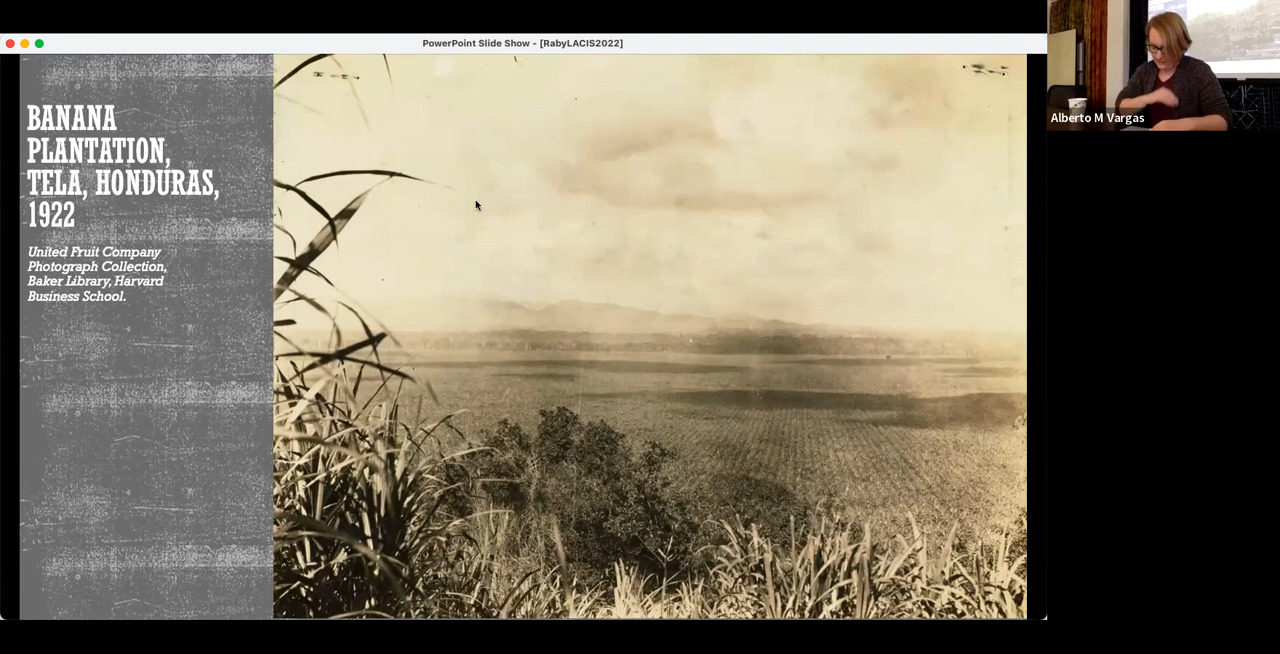 PowerPoint Slide Show - [RabyLACIS2022]
BANANA
PLANTATION,
TELA, HONDURAS,
1922
United Fruit Company
Photograph Collection,
Baker Library, Harvard
Business School.
Alberto M Vargas